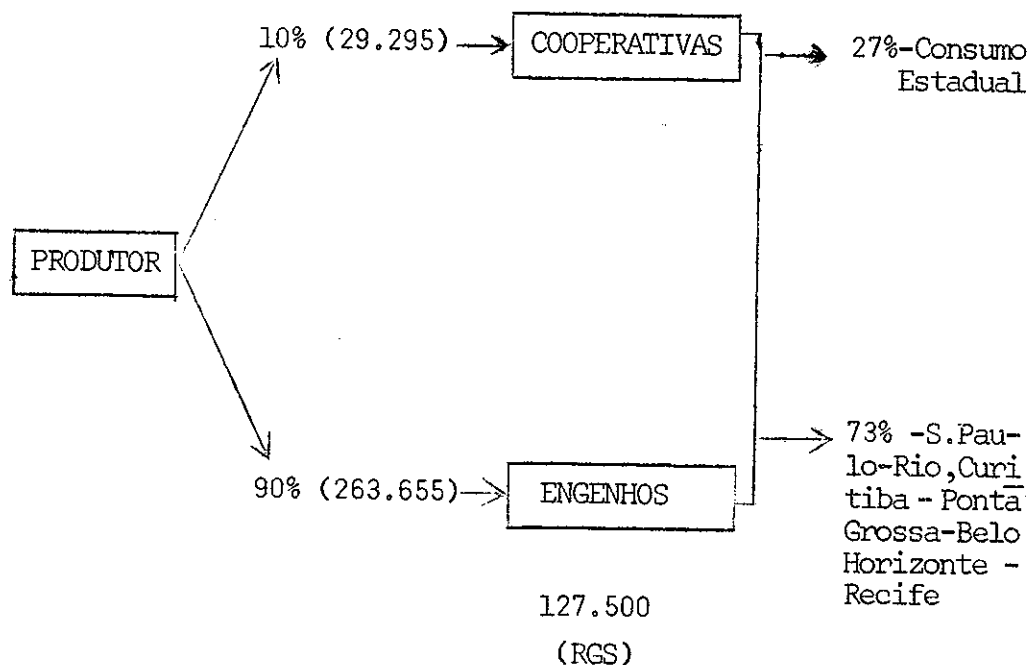 10% (29.295)
COOPERATIVAS
27%-Consumo
Estadual
PRODUTOR
90% (263.655)
ENGENHOS
73% -S.Pau-
lo-Rio,Curi
tiba - Ponta
Grossa-Belo
Horizonte -
Recife
127.500
(RGS)